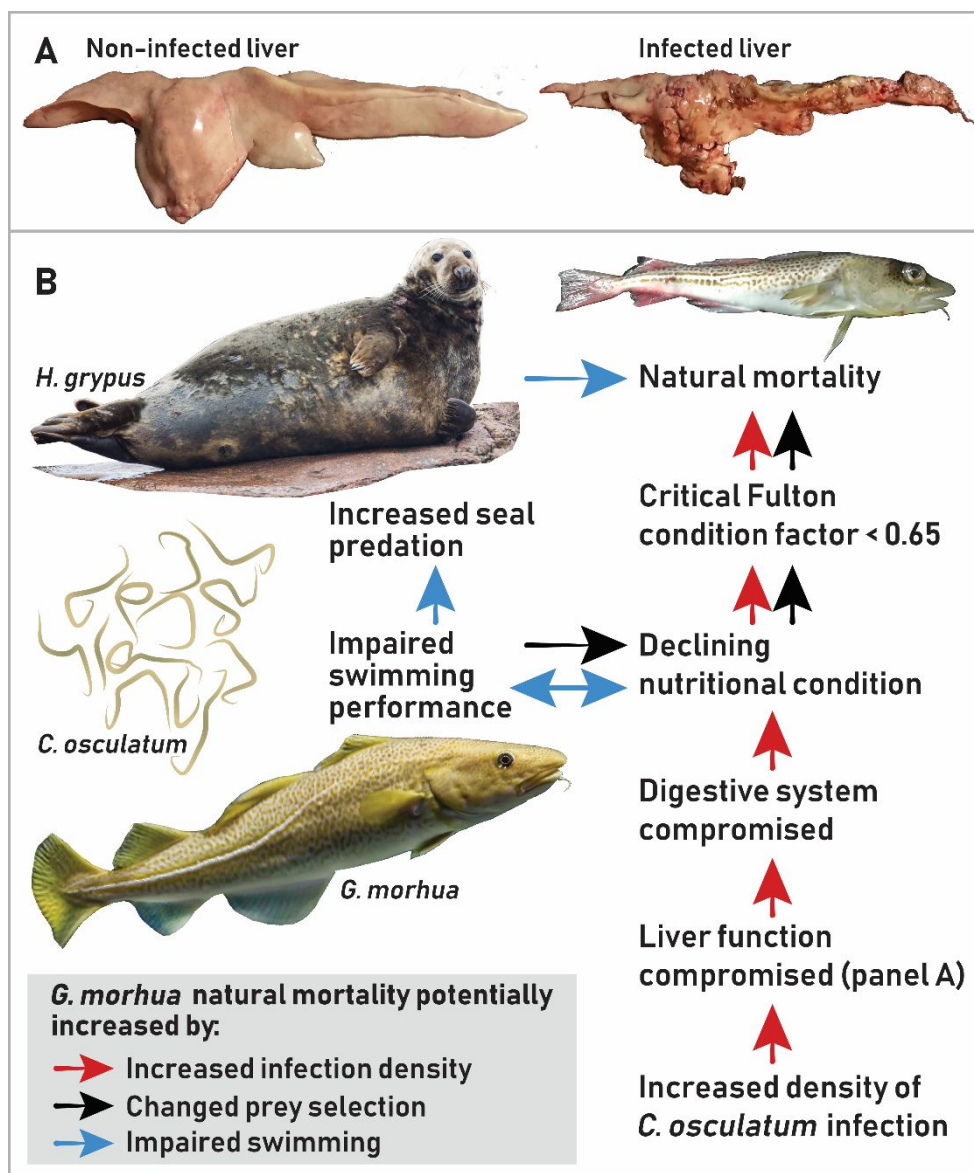 A
Non-infected liver
Infected liver
B
H. grypus
Natural mortality
Critical Fulton
condition factor < 0.65
Increased seal
predation
Impaired
swimming
performance
Declining
nutritional condition
C. osculatum
Digestive system
compromised
G. morhua
Liver function
compromised (panel A)
G. morhua natural mortality potentially
increased by:
Increased infection density
Changed prey selection
Impaired swimming
Increased density of
C. osculatum infection